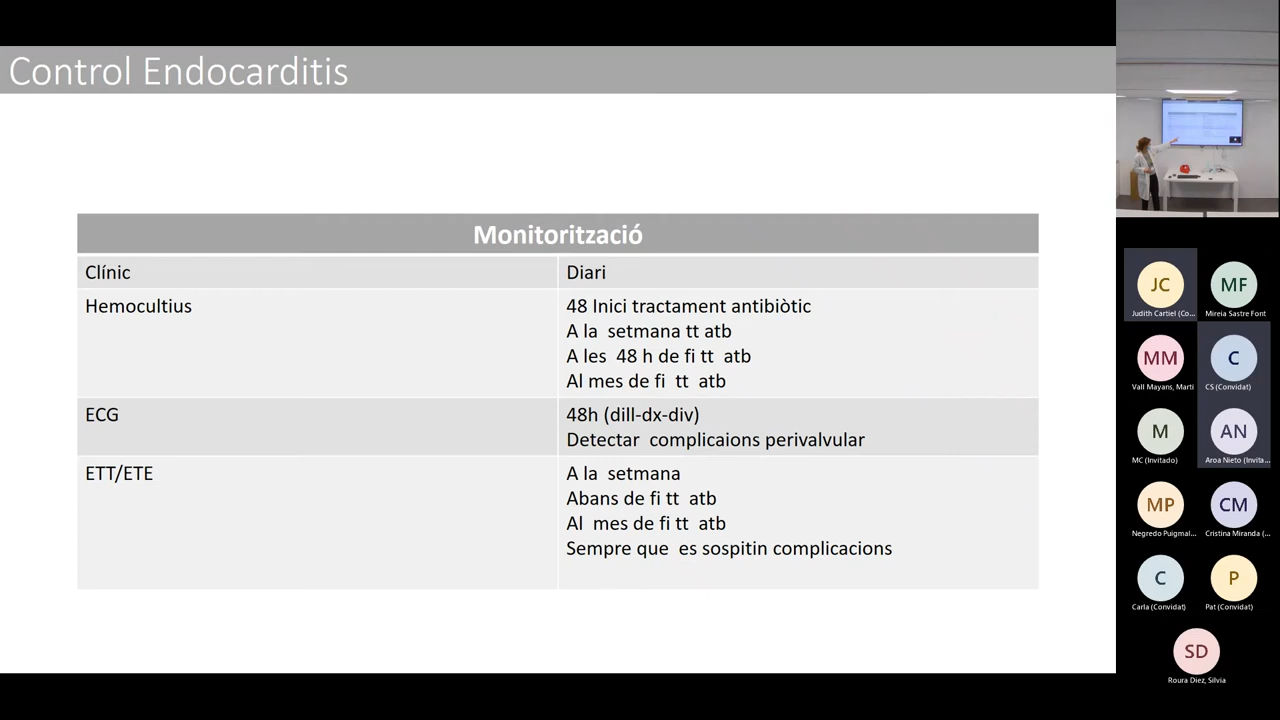 Control Endocarditis
Monitorització
Clínic
Diari
Hemocultius
48 Inici tractament antibiòtic
A la setmana tt atb
A les 48 h de fi tt atb
Al mes de fi tt atb
ECG
48h (dill-dx-div)
Detectar complicaions perivalvular
ETT/ETE
A la setmana
Abans de fi tt atb
Al mes de fi tt atb
Sempre que es sospitin complicacions
JC
Judith Cartiel (Co...
MF
Mireia Sastre Font
MM
Vall Mayans, Marti
C
CS (Convidat)
M
MC (Invitado)
AN
Aroa Nieto (Invita...
MP
Negredo Puigmal...
CM
Cristina Miranda (...
C
Carla (Convidat)
P
Pat (Convidat)
SD
Roura Diez, Silvia